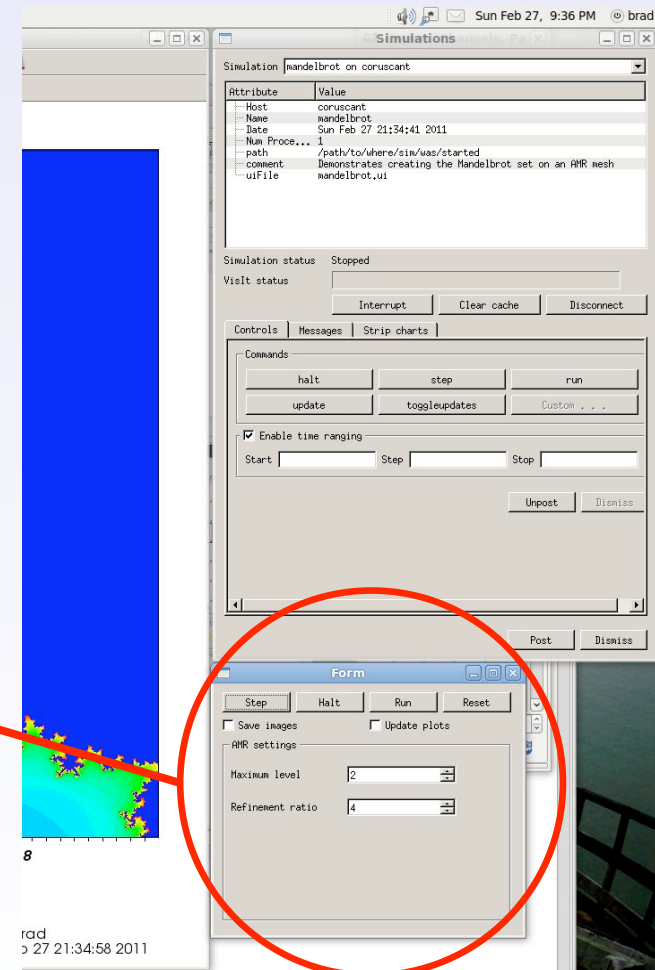 Sun Feb 27, 9:36 PM brad
Simulations
Simulation mandelbrot on coruscant
Attribute Value
Host coruscant
Name mandelbrot
Date Sun Feb 27 21:34:41 2011
Num Proce... 1
path /path/to/where/sim/was/started
comment Demonstrates creating the Mandelbrot set on an AMR mesh
uiFile mandelbrot.ui
Simulation status Stopped
VisIt status
Interrupt Clear cache Disconnect
Controls Messages Strip charts
Commands
halt step run
update toggleupdates Custom . . .
Enable time ranging
Start Step Stop
Unpost Dismiss
Post Dismiss
Form
Step Halt Run Reset
Save images Update plots
AMR settings
Maximum level 2
Refinement ratio 4
8
rad
27 21:34:58 2011